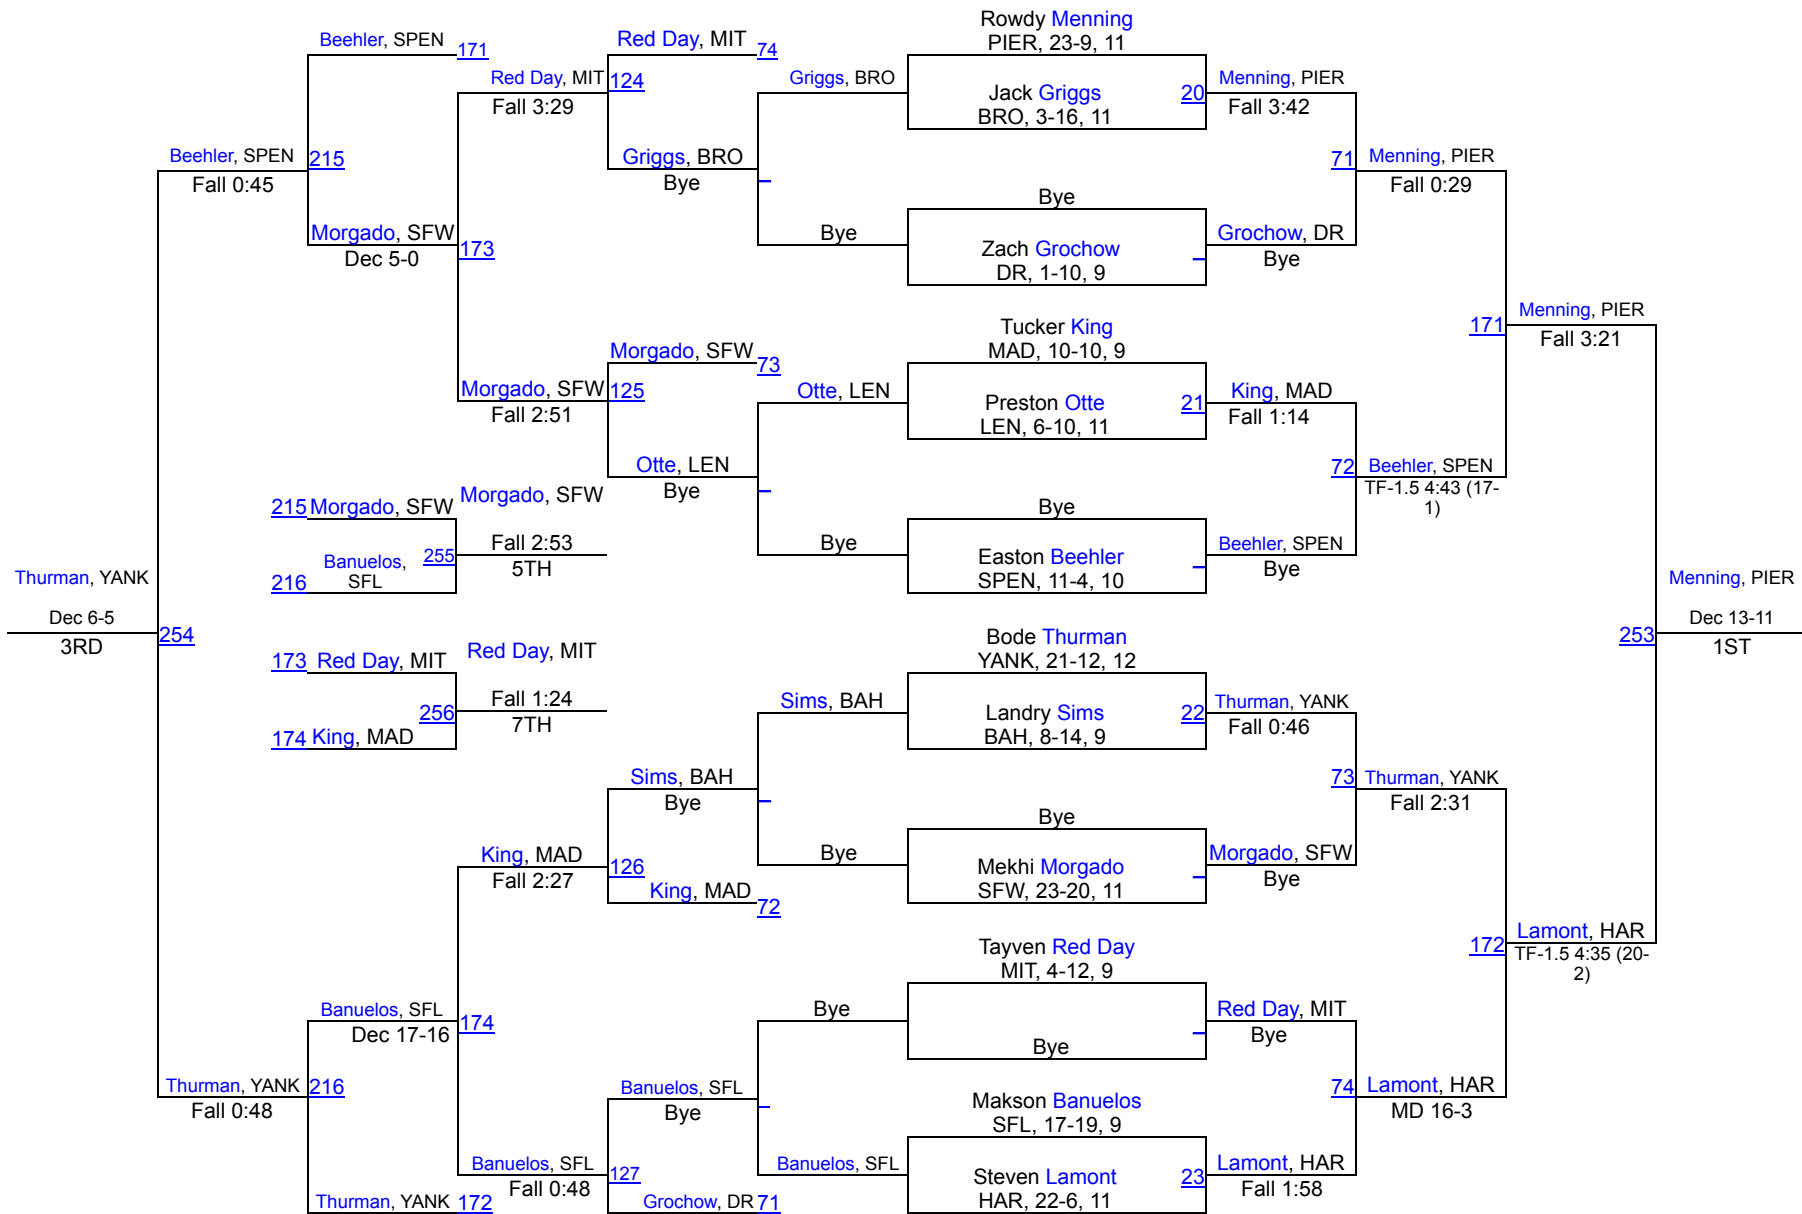 Rowdy Menning
PIER, 23-9, 11
Beehler, SPEN 171
Red Day, MIT 74
Red Day, MIT 124
Fall 3:29
Griggs, BRO
Jack Griggs 20
BRO, 3-16, 11
Menning, PIER
Fall 3:42
Beehler, SPEN 215
Fall 0:45
Griggs, BRO
Bye
_
71 Menning, PIER
Fall 0:29
Bye
Morgado, SFW 173
Dec 5-0
Bye
Zach Grochow _
DR, 1-10, 9
Grochow, DR
Bye
Tucker King
MAD, 10-10, 9
171 Menning, PIER
Fall 3:21
Morgado, SFW 73
Morgado, SFW 125
Fall 2:51
Otte, LEN
Preston Otte 21
LEN, 6-10, 11
King, MAD
Fall 1:14
Otte, LEN
Bye
_
72 Beehler, SPEN
TF-1.5 4:43 (17-
1)
215 Morgado, SFW
Morgado, SFW
Bye
Fall 2:53
5TH
Banuelos, 255
SFL
216
Bye
Easton Beehler _
SPEN, 11-4, 10
Beehler, SPEN
Bye
Thurman, YANK
Dec 6-5
3RD
254
Menning, PIER
253 Dec 13-11
1ST
Bode Thurman
YANK, 21-12, 12
173 Red Day, MIT
Red Day, MIT
Fall 1:24
7TH
256
174 King, MAD
Sims, BAH
Landry Sims 22
BAH, 8-14, 9
Thurman, YANK
Fall 0:46
Sims, BAH
Bye
_
73 Thurman, YANK
Fall 2:31
Bye
King, MAD 126
Fall 2:27
King, MAD 72
Bye
Mekhi Morgado _
SFW, 23-20, 11
Morgado, SFW
Bye
Tayven Red Day
MIT, 4-12, 9
172 Lamont, HAR
TF-1.5 4:35 (20-
2)
Banuelos, SFL 174
Dec 17-16
Bye
Bye
_
Red Day, MIT
Bye
Thurman, YANK 216
Fall 0:48
Banuelos, SFL
Bye
_
Makson Banuelos
SFL, 17-19, 9
74 Lamont, HAR
MD 16-3
Banuelos, SFL 127
Fall 0:48
Banuelos, SFL
Steven Lamont 23
HAR, 22-6, 11
Lamont, HAR
Fall 1:58
Thurman, YANK 172
Grochow, DR 71